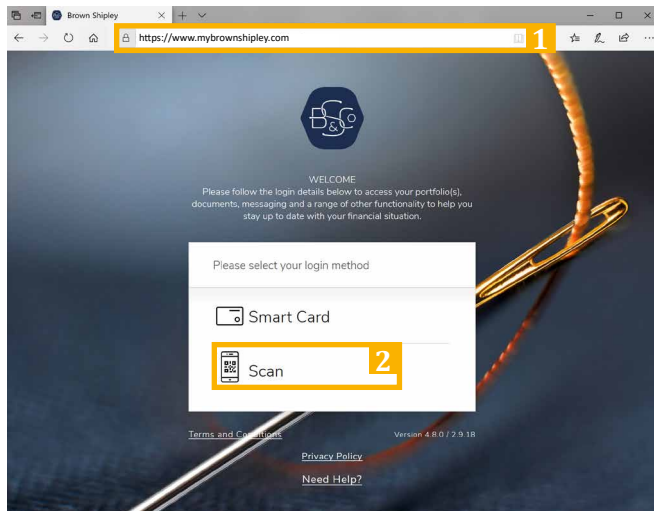 Brown Shipley
https://www.mybrownshipley.com
1
BS&Co
WELCOME
Please follow the login details below to access your portfolio(s),
documents, messaging and a range of other functionality to help you
stay up to date with your financial situation.
Please select your login method
Smart Card
Scan
2
Terms and Conditions
Version 4.8.0 / 2.9.18
Privacy Policy
Need Help?